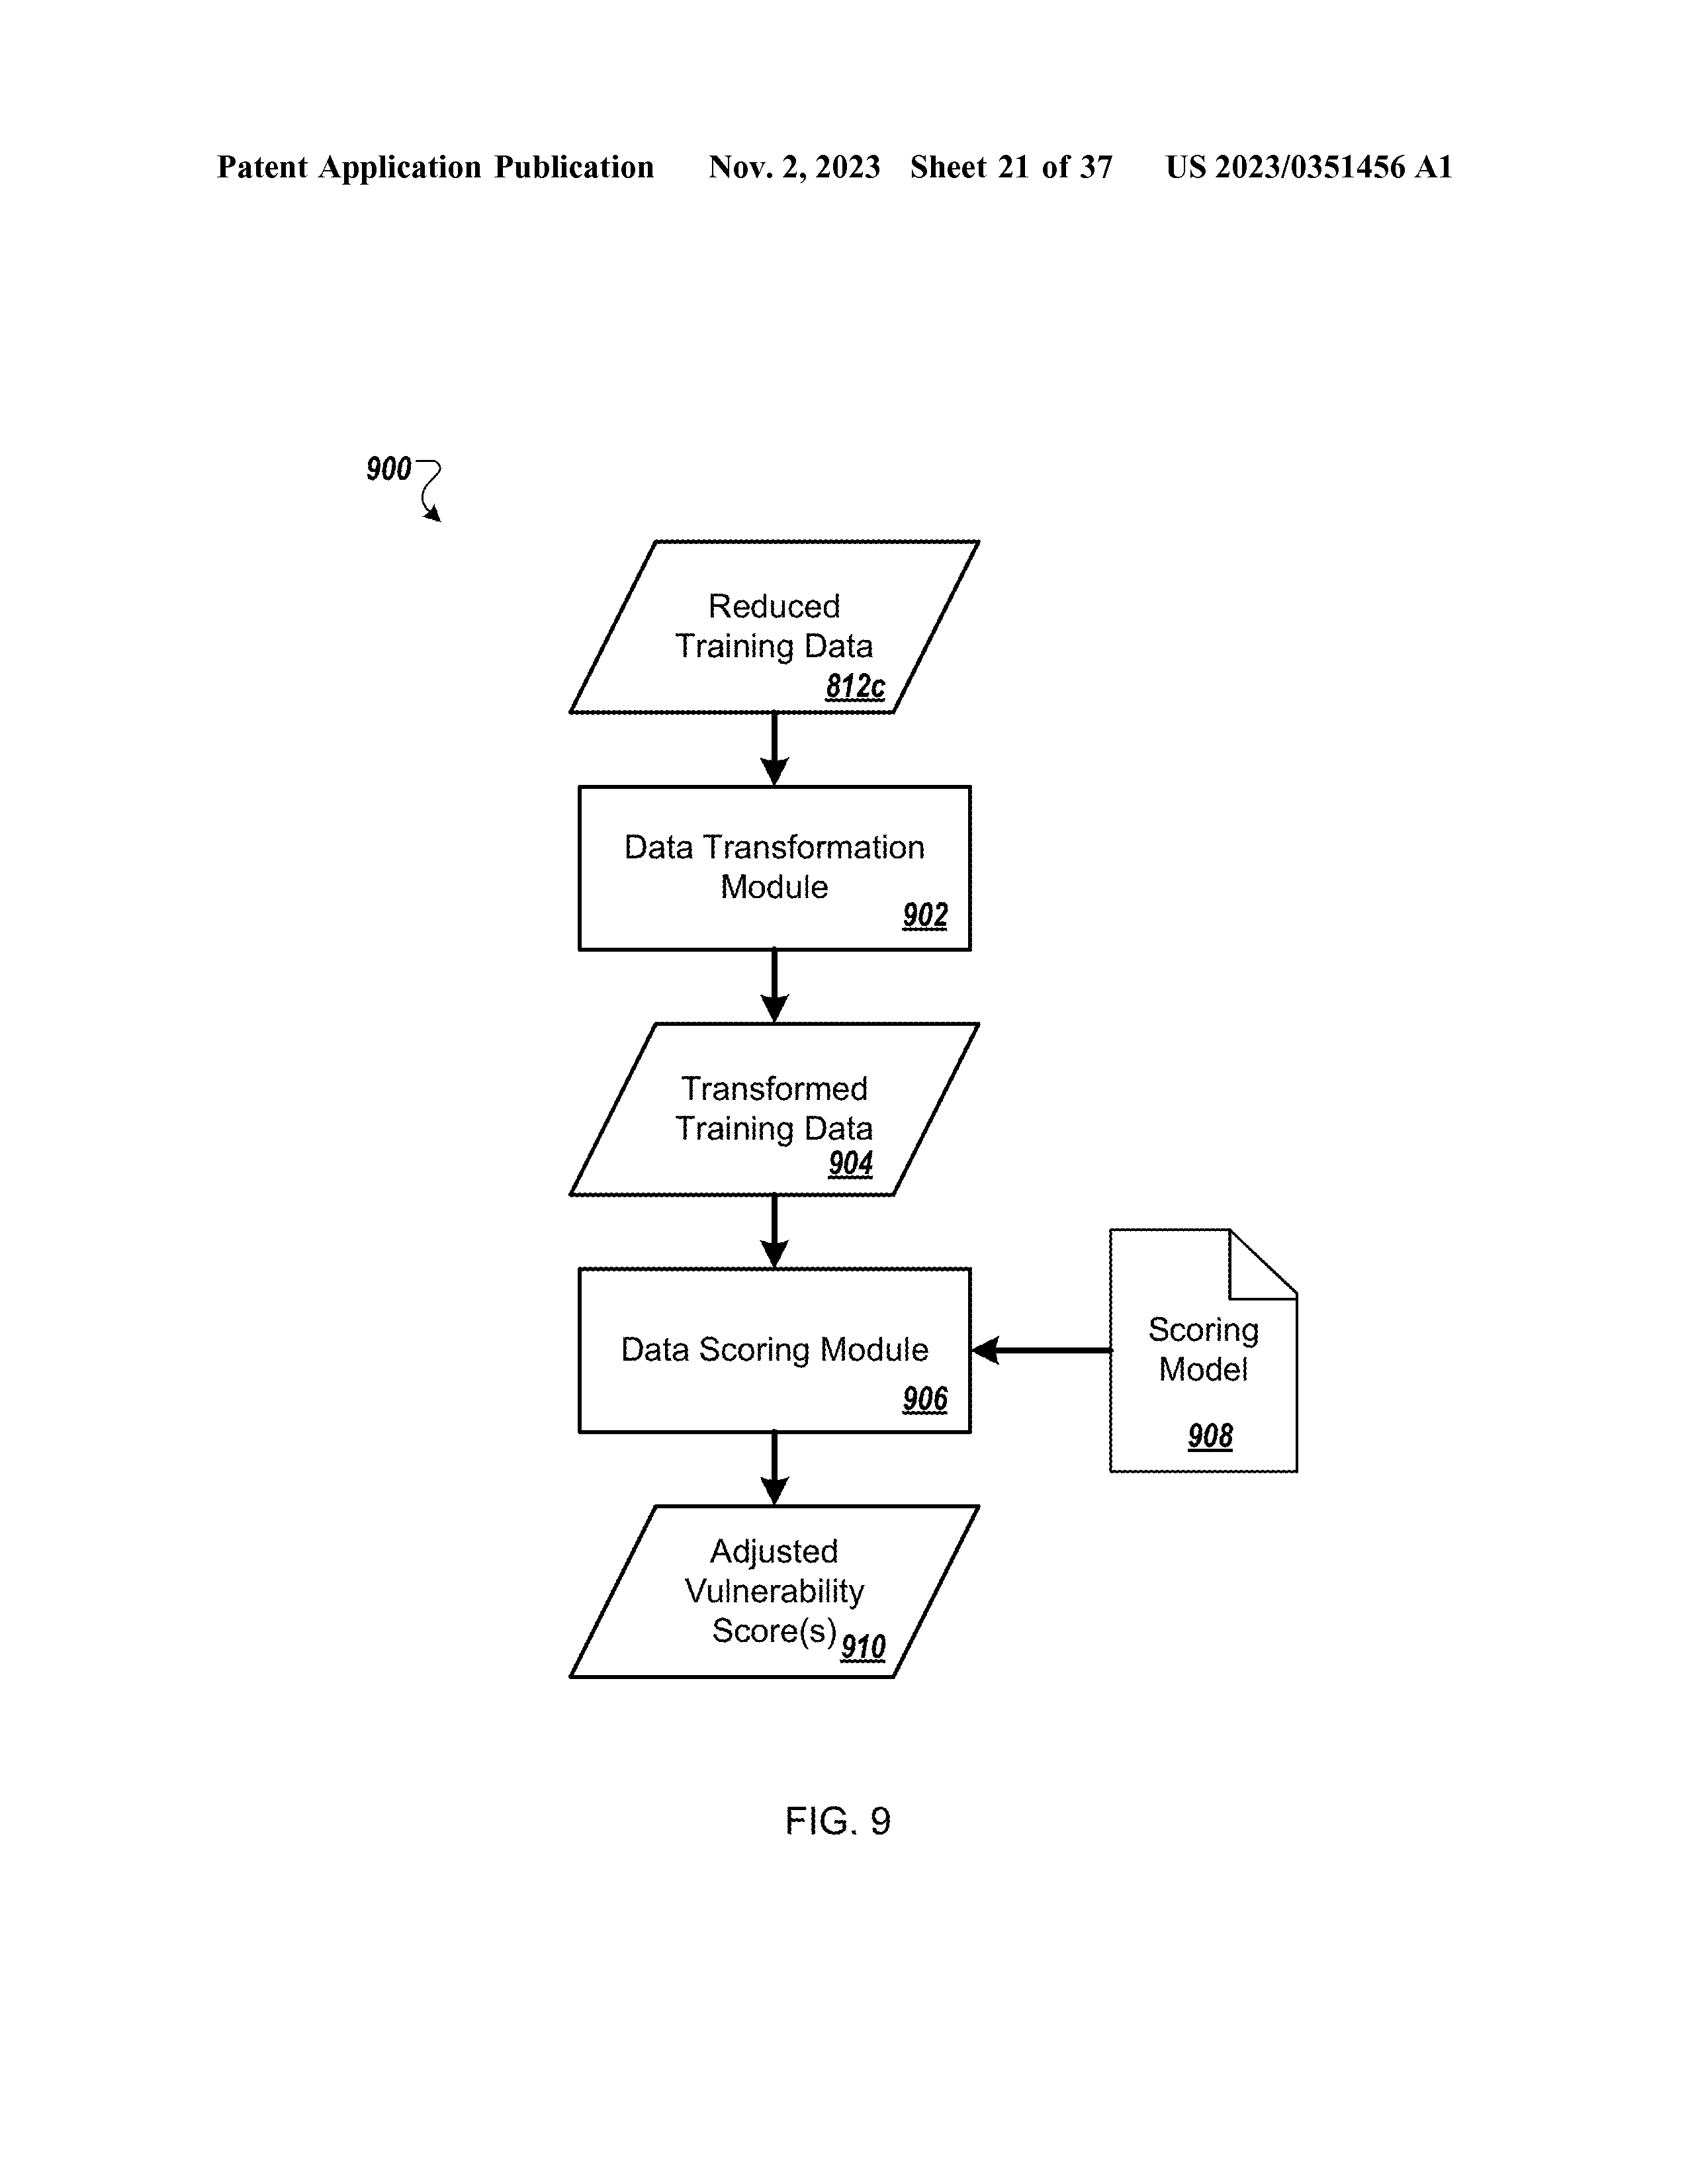 Patent Application Publication Nov. 2, 2023 Sheet 21 of 37 US 2023/0351456 A1
900
Reduced
Training Data
812c
Data Transformation
Module
902
Transformed
Training Data
904
Data Scoring Module
906
Scoring
Model
908
Adjusted
Vulnerability
Score(s)
910
FIG. 9